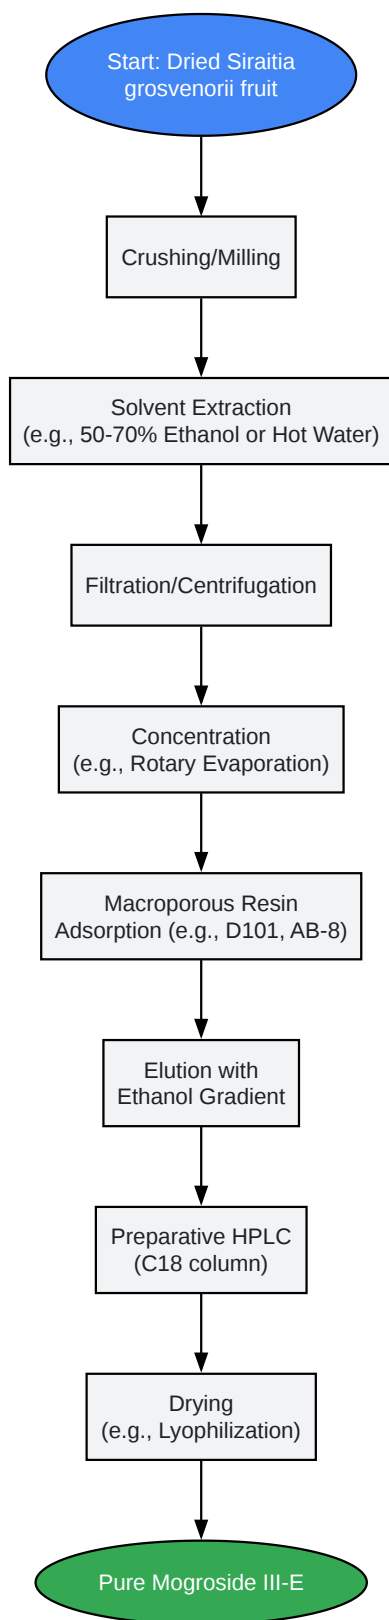 Start: Dried Siraitia
grosvenorii fruit
Crushing/Milling
Solvent Extraction
(e.g., 50-70% Ethanol or Hot Water)
Filtration/Centrifugation
Concentration
(e.g., Rotary Evaporation)
Macroporous Resin
Adsorption (e.g., D101, AB-8)
Elution with
Ethanol Gradient
Preparative HPLC
(C18 column)
Drying
(e.g., Lyophilization)
Pure Mogroside III-E